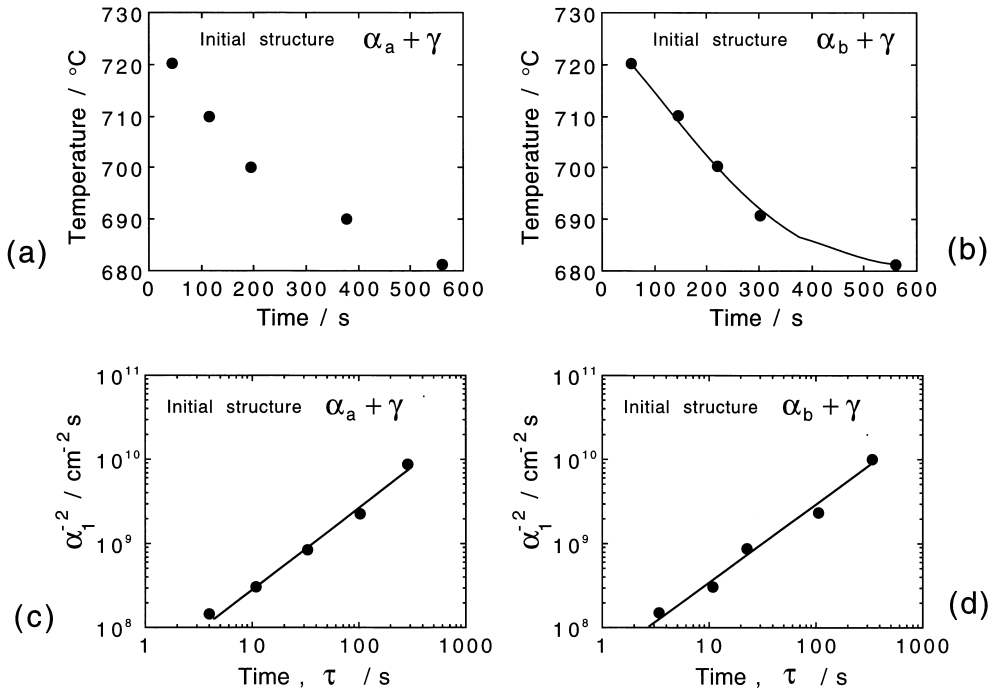 730
720
710
700
690
680
Temperature / °C
Initial structure αa + γ
0 100 200 300 400 500 600
Time / s
(a)
730
720
710
700
690
680
Temperature / °C
Initial structure αb + γ
0 100 200 300 400 500 600
Time / s
(b)
10^11
10^10
10^9
10^8
α1^-2 / cm^-2 s
Initial structure αa + γ
1 10 100 1000
Time , τ / s
(c)
10^11
10^10
10^9
10^8
α1^-2 / cm^-2 s
Initial structure αb + γ
1 10 100 1000
Time , τ / s
(d)